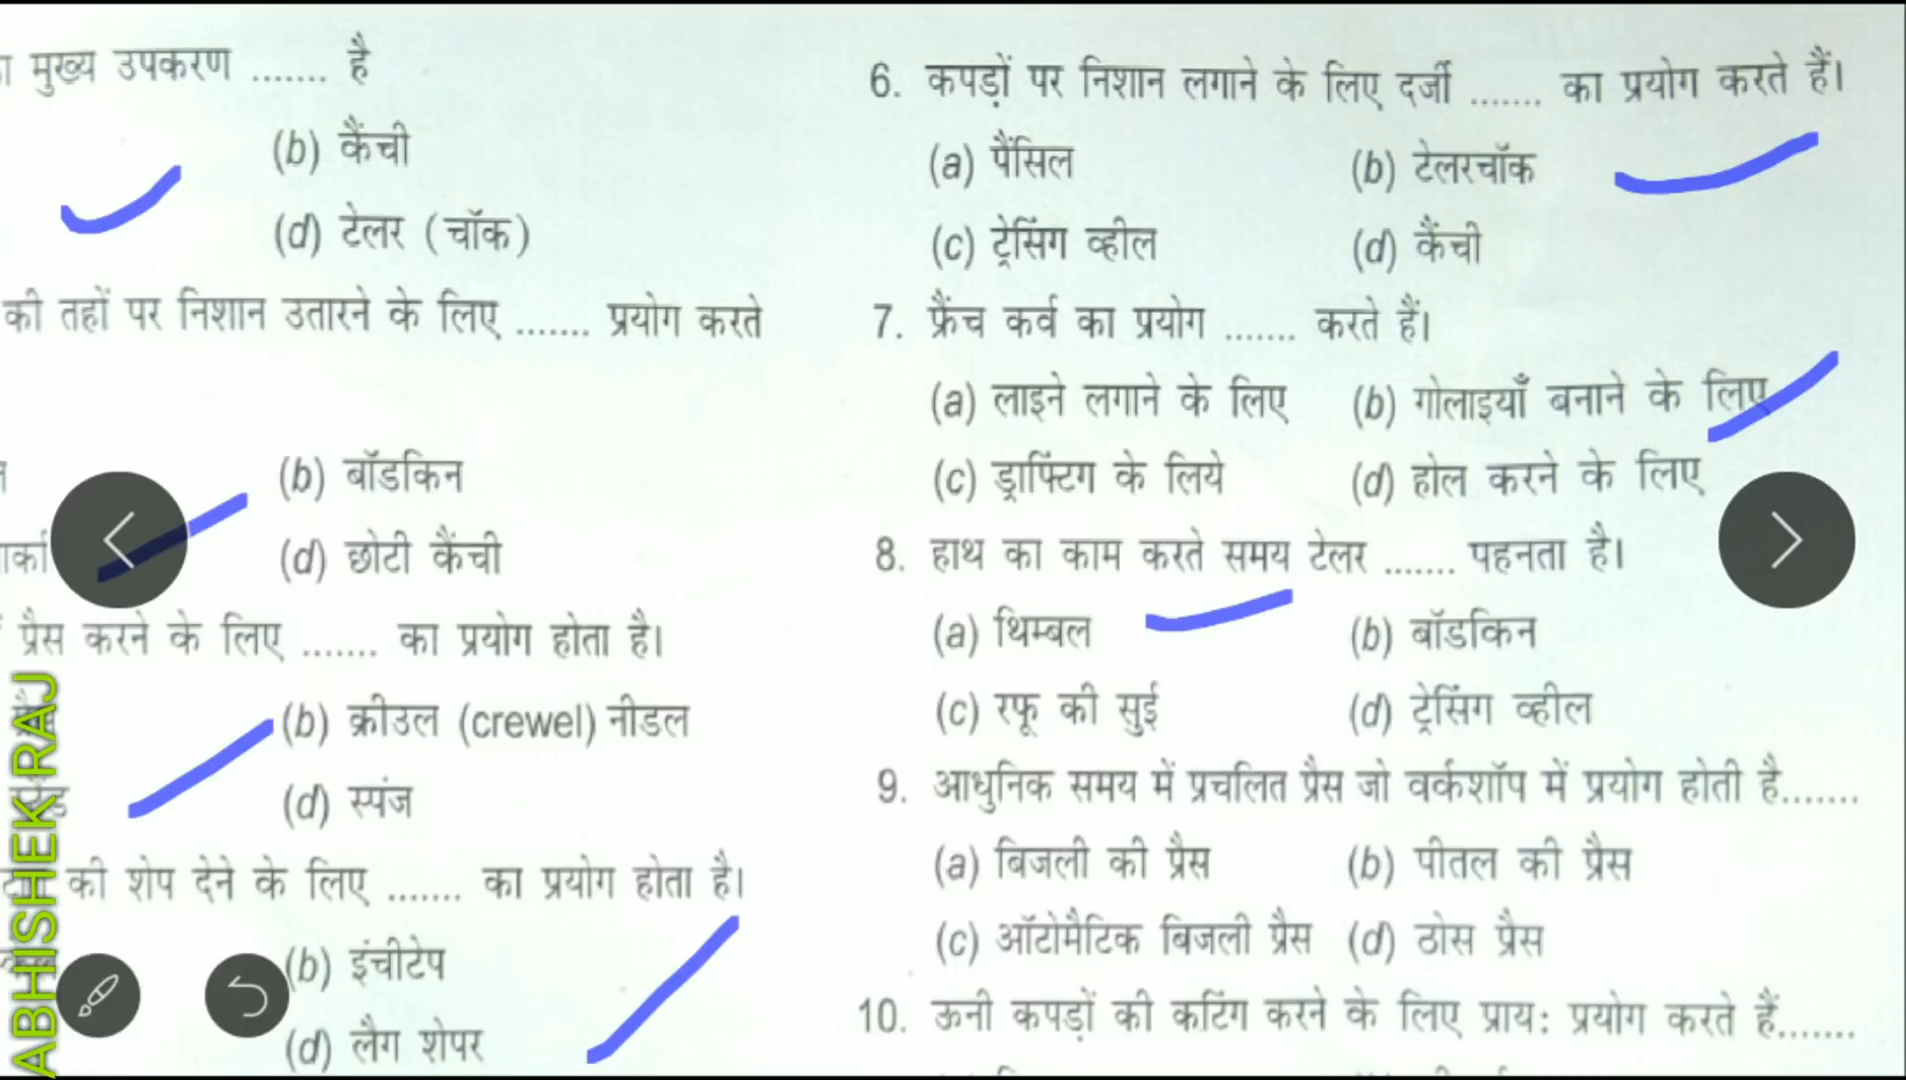 मुख्य उपकरण ....... है
(b) कैंची
(d) टेलर (चॉक)
की तहों पर निशान उतारने के लिए ....... प्रयोग करते
(b) बॉडकिन
(d) छोटी कैंची
प्रैस करने के लिए ....... का प्रयोग होता है।
(b) क्रीउल (crewel) नीडल
(d) स्पंज
की शेप देने के लिए ....... का प्रयोग होता है।
(b) इंचीटेप
(d) लैग शेपर
6. कपड़ों पर निशान लगाने के लिए दर्जी ....... का प्रयोग करते हैं।
(a) पैंसिल (b) टेलरचॉक
(c) ट्रेसिंग व्हील (d) कैंची
7. फ्रैंच कर्व का प्रयोग ....... करते हैं।
(a) लाइने लगाने के लिए (b) गोलाइयाँ बनाने के लिए
(c) ड्राफ्टिंग के लिये (d) होल करने के लिए
8. हाथ का काम करते समय टेलर ....... पहनता है।
(a) थिम्बल (b) बॉडकिन
(c) रफू की सुई (d) ट्रेसिंग व्हील
9. आधुनिक समय में प्रचलित प्रैस जो वर्कशॉप में प्रयोग होती है.......
(a) बिजली की प्रैस (b) पीतल की प्रैस
(c) ऑटोमैटिक बिजली प्रैस (d) ठोस प्रैस
10. ऊनी कपड़ों की कटिंग करने के लिए प्रायः प्रयोग करते हैं.......
ABHISHEK RAJ